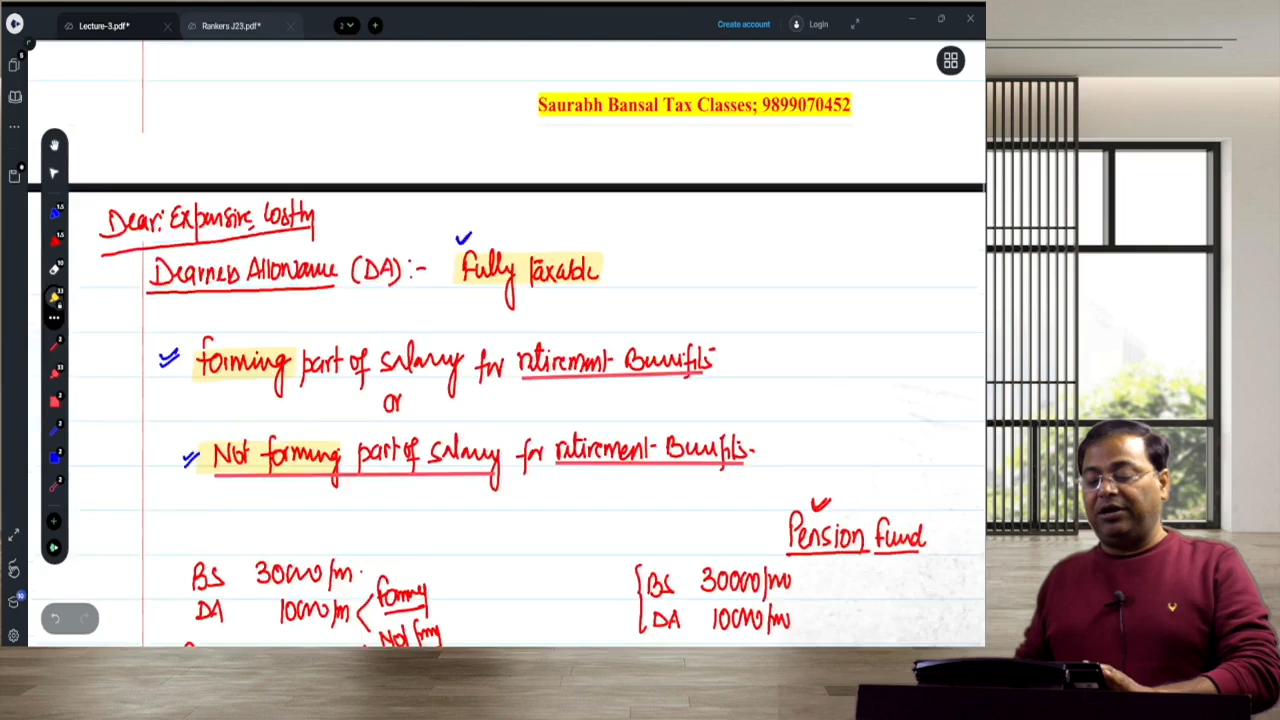 Lecture-3.pdf*
Rankers J23.pdf*
2
Create account
Login
Saurabh Bansal Tax Classes; 9899070452
Dear: Expensive, Costly
Dearness Allowance (DA):- Fully Taxable
forming part of salary for retirement Benefits
or
Not forming part of salary for retirement Benefits.
Pension Fund
BS 30000/m.
DA 10000/m
forming
Not forming
BS 30000/mo
DA 10000/mo